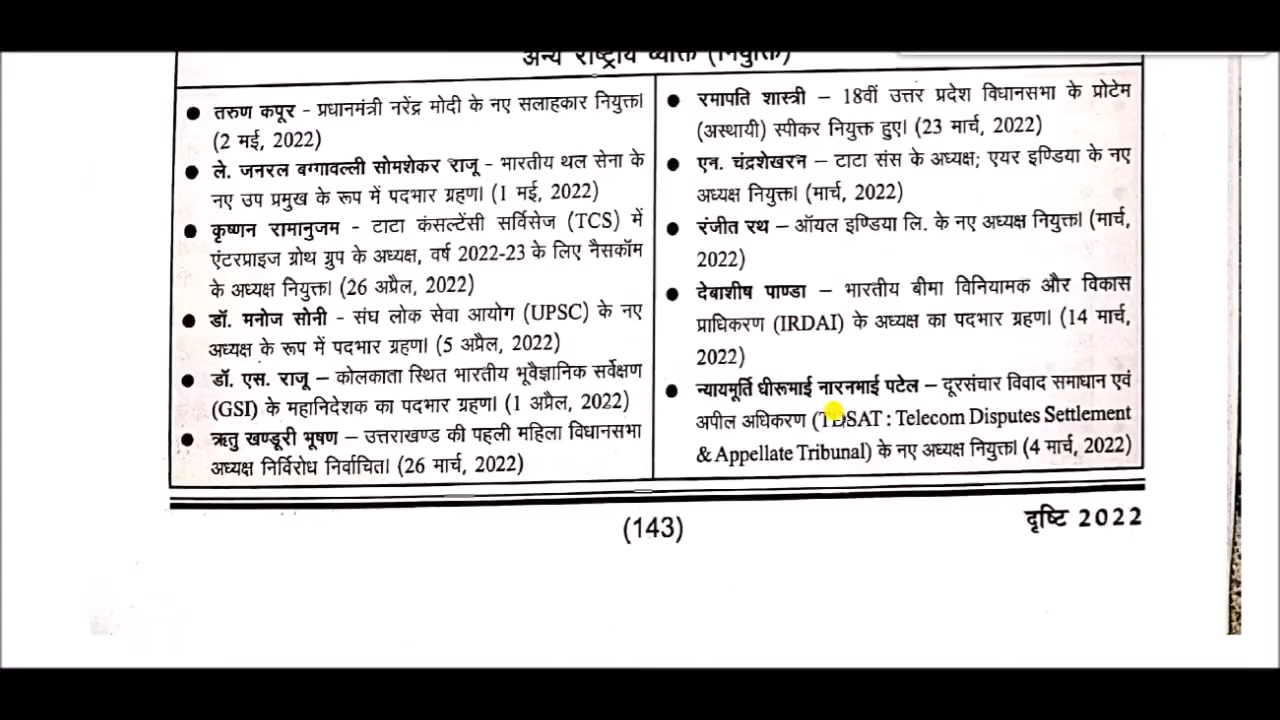 अन्य राष्ट्रीय व्यक्ति (नियुक्ति)
● तरुण कपूर - प्रधानमंत्री नरेंद्र मोदी के नए सलाहकार नियुक्त।
(2 मई, 2022)
● ले. जनरल बग्गावल्ली सोमशेकर राजू - भारतीय थल सेना के
नए उप प्रमुख के रूप में पदभार ग्रहण। (1 मई, 2022)
● कृष्णन रामानुजम - टाटा कंसल्टेंसी सर्विसेज (TCS) में
एंटरप्राइज ग्रोथ ग्रुप के अध्यक्ष, वर्ष 2022-23 के लिए नैसकॉम
के अध्यक्ष नियुक्त। (26 अप्रैल, 2022)
● डॉ. मनोज सोनी - संघ लोक सेवा आयोग (UPSC) के नए
अध्यक्ष के रूप में पदभार ग्रहण। (5 अप्रैल, 2022)
● डॉ. एस. राजू – कोलकाता स्थित भारतीय भूवैज्ञानिक सर्वेक्षण
(GSI) के महानिदेशक का पदभार ग्रहण। (1 अप्रैल, 2022)
● ऋतु खण्डूरी भूषण – उत्तराखण्ड की पहली महिला विधानसभा
अध्यक्ष निर्विरोध निर्वाचित। (26 मार्च, 2022)
● रमापति शास्त्री – 18वीं उत्तर प्रदेश विधानसभा के प्रोटेम
(अस्थायी) स्पीकर नियुक्त हुए। (23 मार्च, 2022)
● एन. चंद्रशेखरन – टाटा संस के अध्यक्ष; एयर इण्डिया के नए
अध्यक्ष नियुक्त। (मार्च, 2022)
● रंजीत रथ – ऑयल इण्डिया लि. के नए अध्यक्ष नियुक्त। (मार्च,
2022)
● देबाशीष पाण्डा – भारतीय बीमा विनियामक और विकास
प्राधिकरण (IRDAI) के अध्यक्ष का पदभार ग्रहण। (14 मार्च,
2022)
● न्यायमूर्ति धीरूभाई नारनमाई पटेल – दूरसंचार विवाद समाधान एवं
अपील अधिकरण (TDSAT : Telecom Disputes Settlement
& Appellate Tribunal) के नए अध्यक्ष नियुक्त। (4 मार्च, 2022)
(143)
दृष्टि 2022